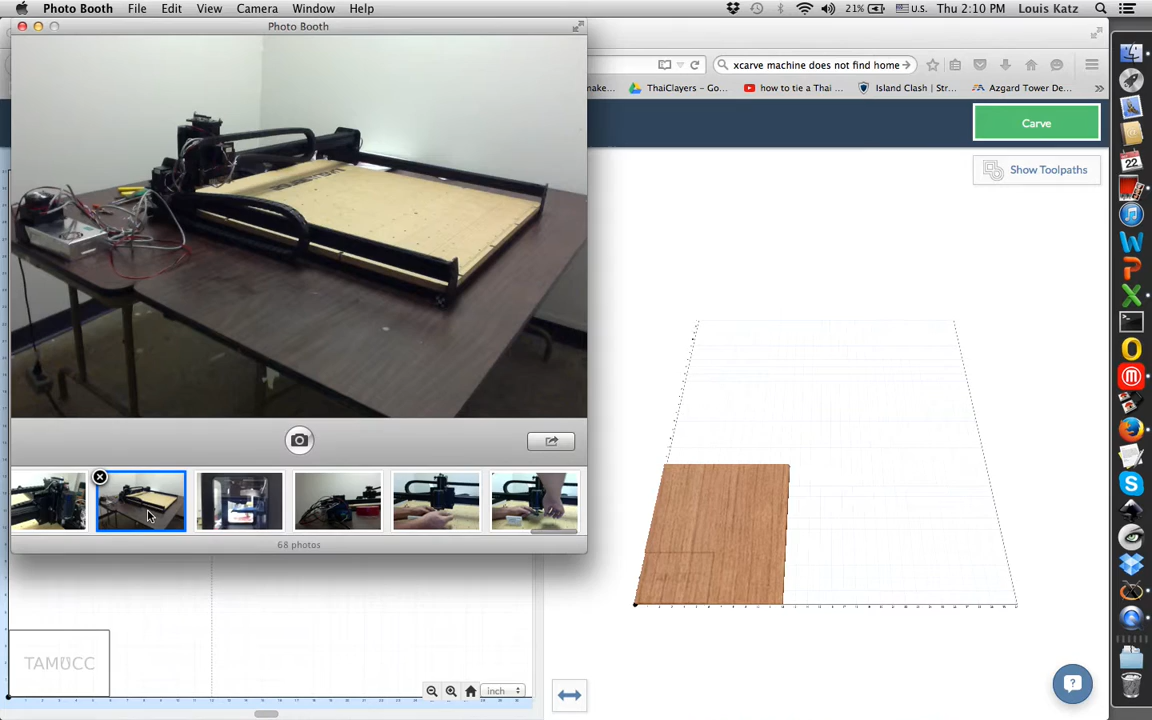 Photo Booth File Edit View Camera Window Help 21% U.S. Thu 2:10 PM Louis Katz
Photo Booth
xcarve machine does not find home
make... ThaiClayers – Go... how to tie a Thai ... Island Clash | Str... Azgard Tower De...
Carve
Show Toolpaths
68 photos
TAMUCC
inch